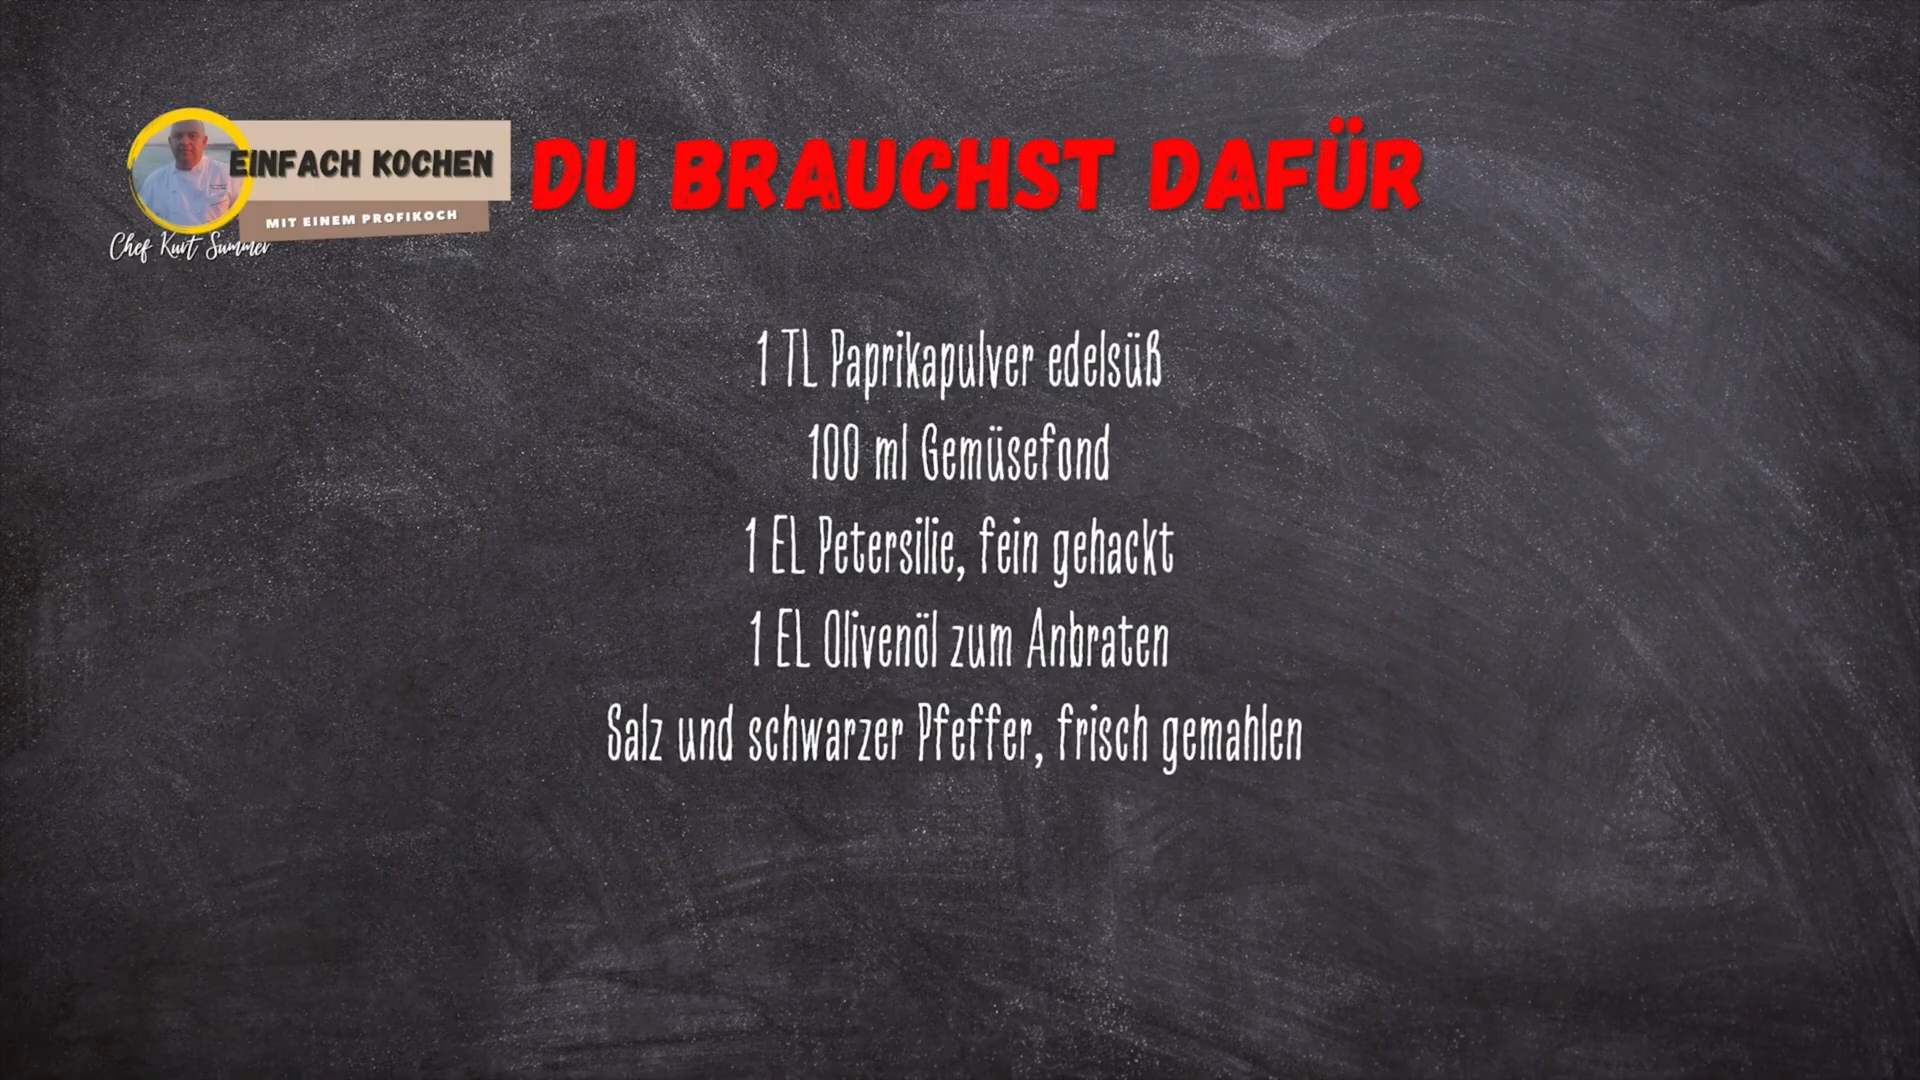 EINFACH KOCHEN
MIT EINEM PROFIKOCH
Chef Kurt Summer
DU BRAUCHST DAFÜR
1 TL Paprikapulver edelsüß
100 ml Gemüsefond
1 EL Petersilie, fein gehackt
1 EL Olivenöl zum Anbraten
Salz und schwarzer Pfeffer, frisch gemahlen